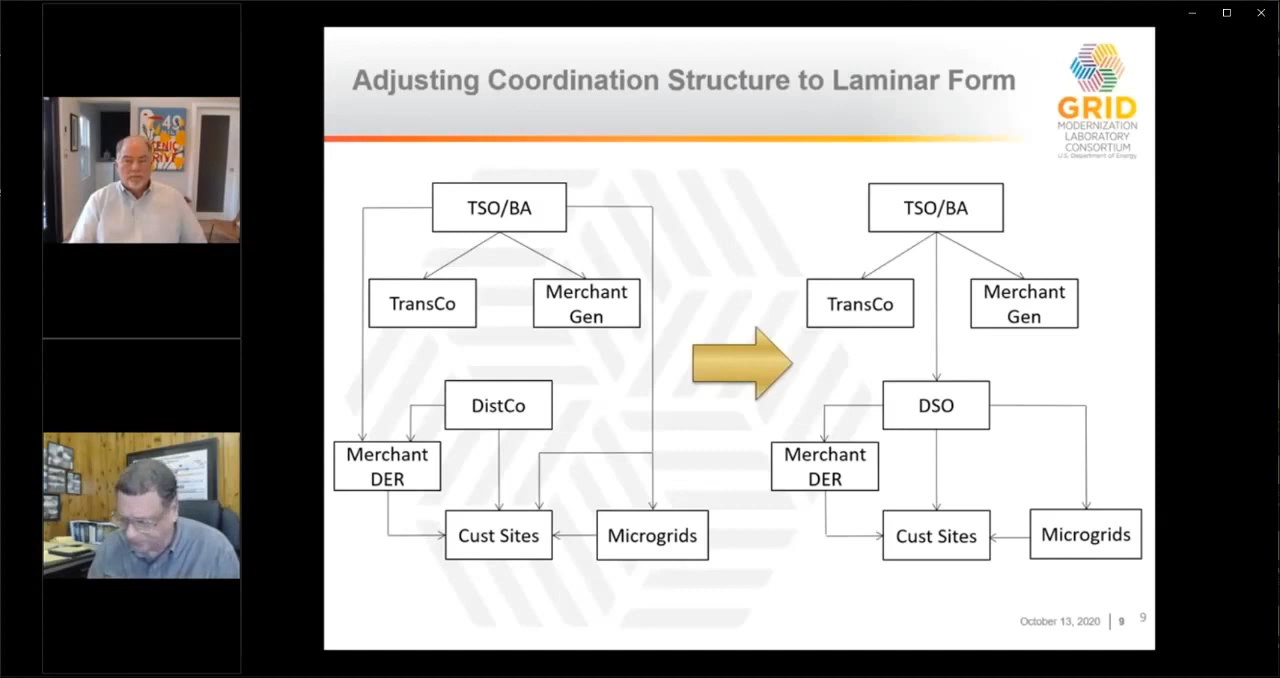 Adjusting Coordination Structure to Laminar Form
GRID
MODERNIZATION
LABORATORY
CONSORTIUM
U.S. Department of Energy
TSO/BA
TransCo
Merchant
Gen
DistCo
Merchant
DER
Cust Sites
Microgrids
TSO/BA
TransCo
Merchant
Gen
DSO
Merchant
DER
Cust Sites
Microgrids
October 13, 2020 | 9
9